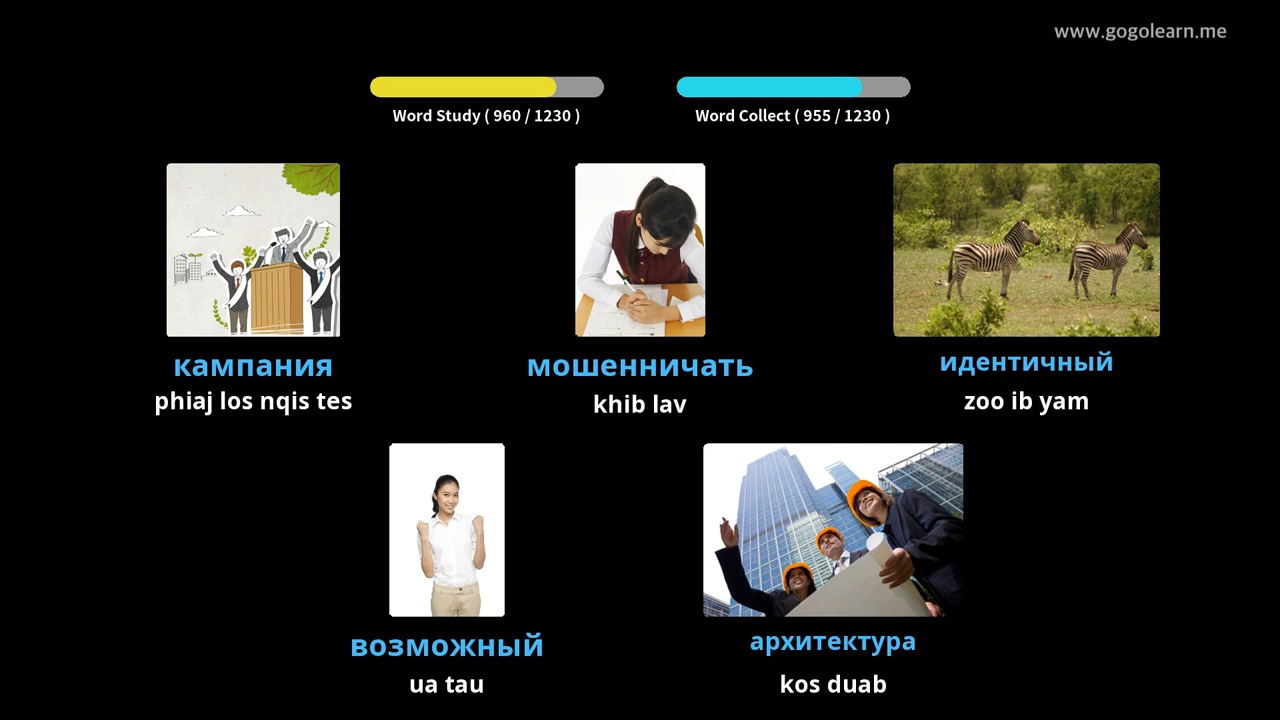 www.gogolearn.me
Word Study ( 960 / 1230 )
Word Collect ( 955 / 1230 )
кампания
phiaj los nqis tes
мошенничать
khib lav
идентичный
zoo ib yam
возможный
ua tau
архитектура
kos duab